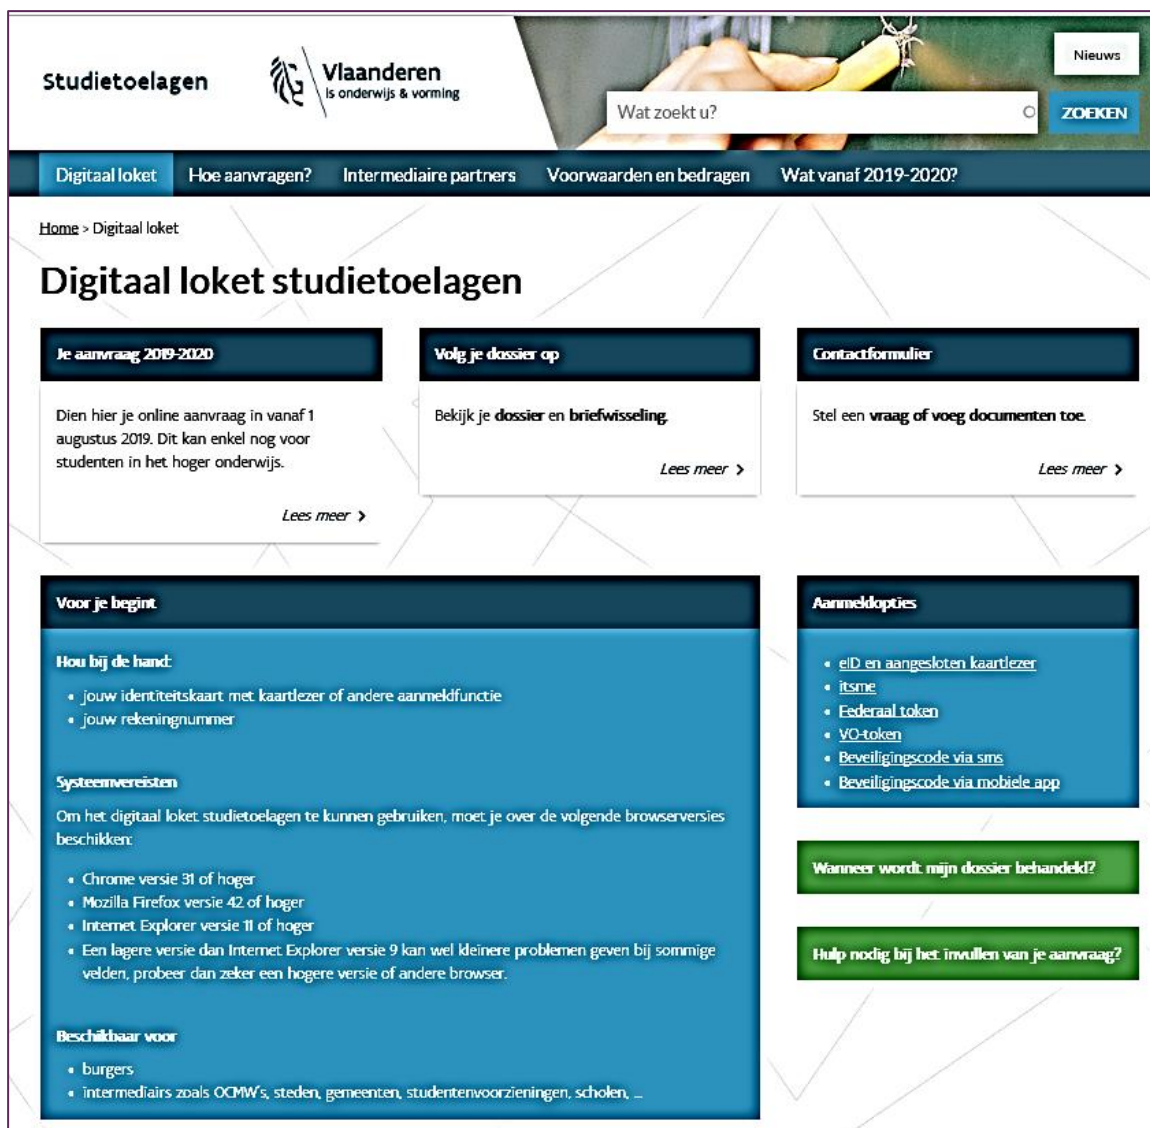 Studietoelagen
Vlaanderen
is onderwijs & vorming
Nieuws
Wat zoekt u?
ZOEKEN
Digitaal loket
Hoe aanvragen?
Intermediaire partners
Voorwaarden en bedragen
Wat vanaf 2019-2020?
Home > Digitaal loket
Digitaal loket studietoelagen
Je aanvraag 2019-2020
Dien hier je online aanvraag in vanaf 1
augustus 2019. Dit kan enkel nog voor
studenten in het hoger onderwijs.
Lees meer >
Volg je dossier op
Bekijk je dossier en briefwisseling.
Lees meer >
Contactformulier
Stel een vraag of voeg documenten toe.
Lees meer >
Voor je begint
Hou bij de hand:
• jouw identiteitskaart met kaartlezer of andere aanmeldfunctie
• jouw rekeningnummer
Systeemvereisten
Om het digitaal loket studietoelagen te kunnen gebruiken, moet je over de volgende browserversies
beschikken:
• Chrome versie 31 of hoger
• Mozilla Firefox versie 42 of hoger
• Internet Explorer versie 11 of hoger
• Een lagere versie dan Internet Explorer versie 9 kan wel kleinere problemen geven bij sommige
velden, probeer dan zeker een hogere versie of andere browser.
Beschikbaar voor
• burgers
• intermediairs zoals OCMW's, steden, gemeenten, studentenvoorzieningen, scholen, ...
Aanmeldopties
• eID en aangesloten kaartlezer
• itsme
• Federaal token
• VO-token
• Beveiligingscode via sms
• Beveiligingscode via mobiele app
Wanneer wordt mijn dossier behandeld?
Hulp nodig bij het invullen van je aanvraag?